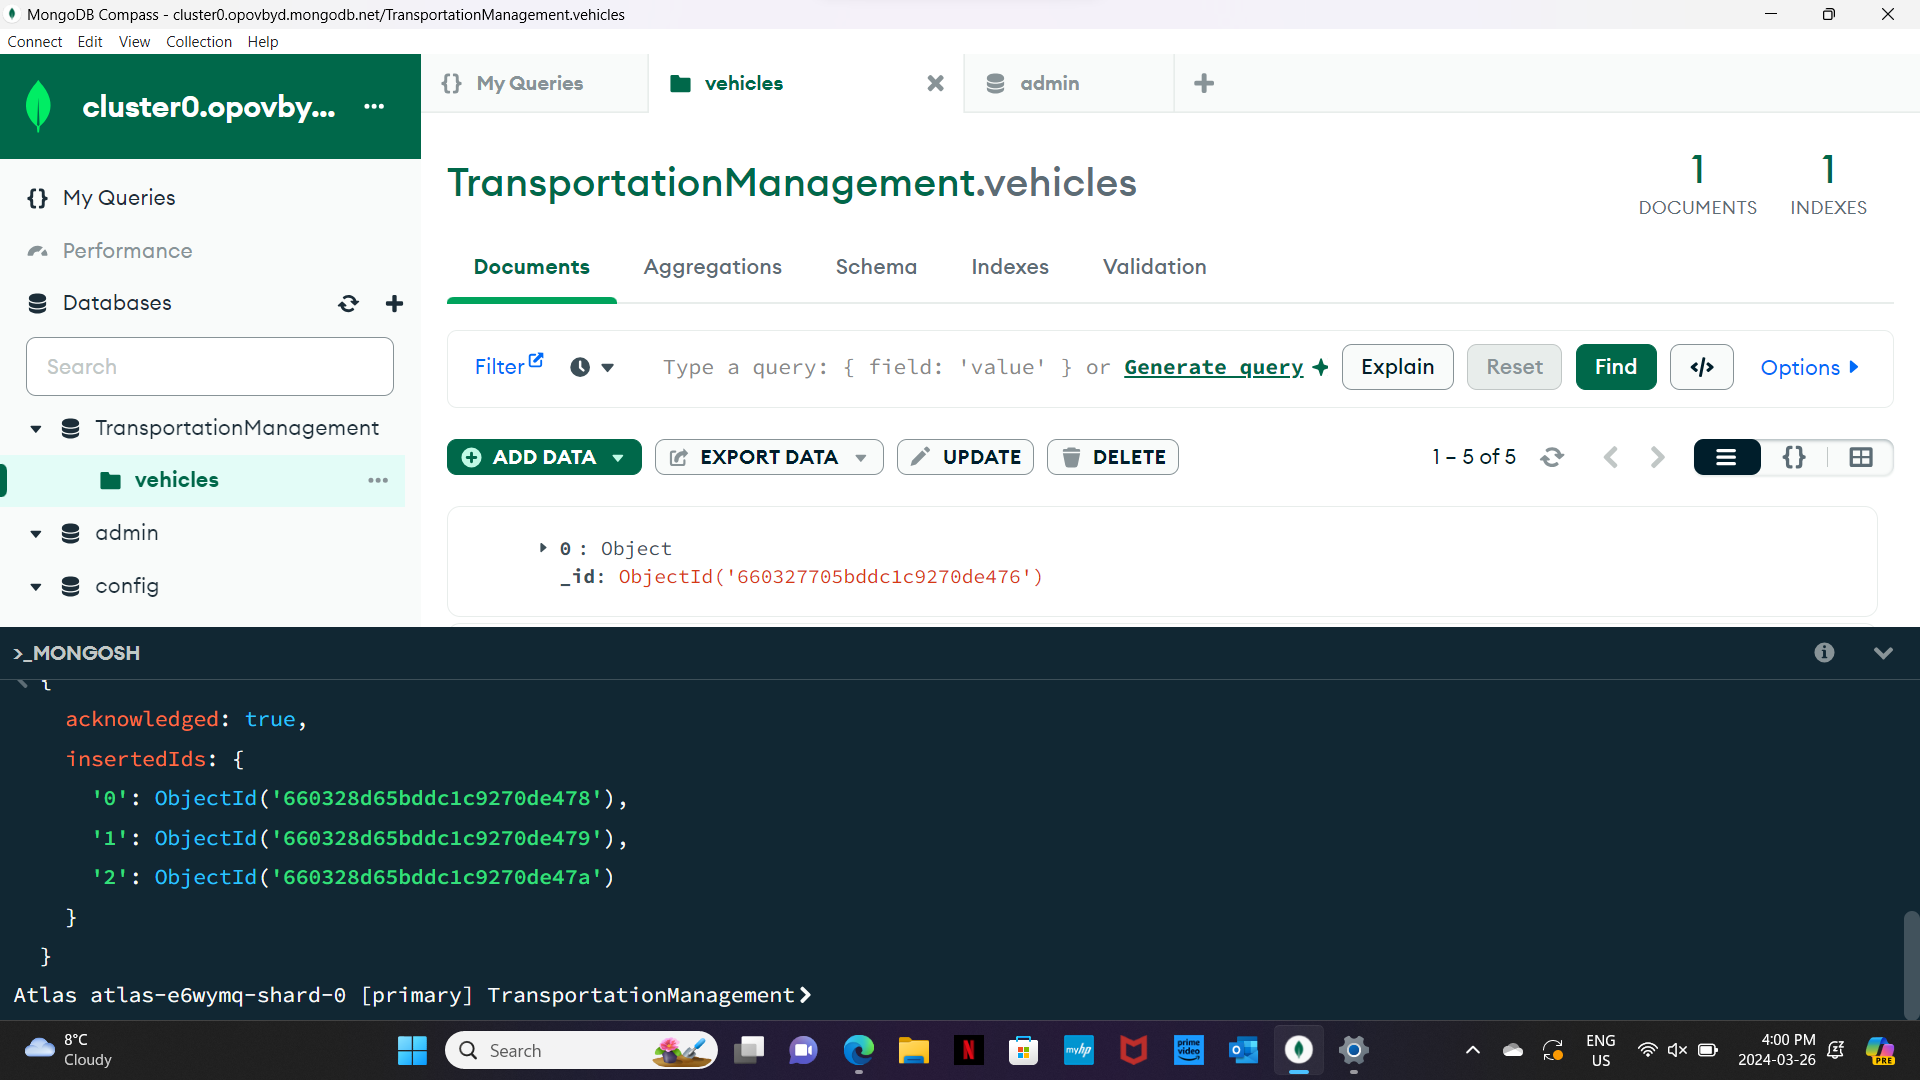 MongoDB Compass - cluster0.opovbyd.mongodb.net/TransportationManagement.vehicles
Connect Edit View Collection Help
cluster0.opovby... •••
{} My Queries
vehicles
admin
My Queries
Performance
Databases
Search
TransportationManagement
vehicles •••
admin
config
TransportationManagement.vehicles
1 DOCUMENTS
1 INDEXES
Documents Aggregations Schema Indexes Validation
Filter Type a query: { field: 'value' } or Generate query Explain Reset Find </> Options
ADD DATA EXPORT DATA UPDATE DELETE 1 – 5 of 5 {}
0 : Object
_id: ObjectId('660327705bddc1c9270de476')
>_MONGOSH
{
acknowledged: true,
insertedIds: {
'0': ObjectId('660328d65bddc1c9270de478'),
'1': ObjectId('660328d65bddc1c9270de479'),
'2': ObjectId('660328d65bddc1c9270de47a')
}
}
Atlas atlas-e6wymq-shard-0 [primary] TransportationManagement>
8°C
Cloudy
Search
N
myhp
prime video
ENG
US
4:00 PM
2024-03-26
PRE